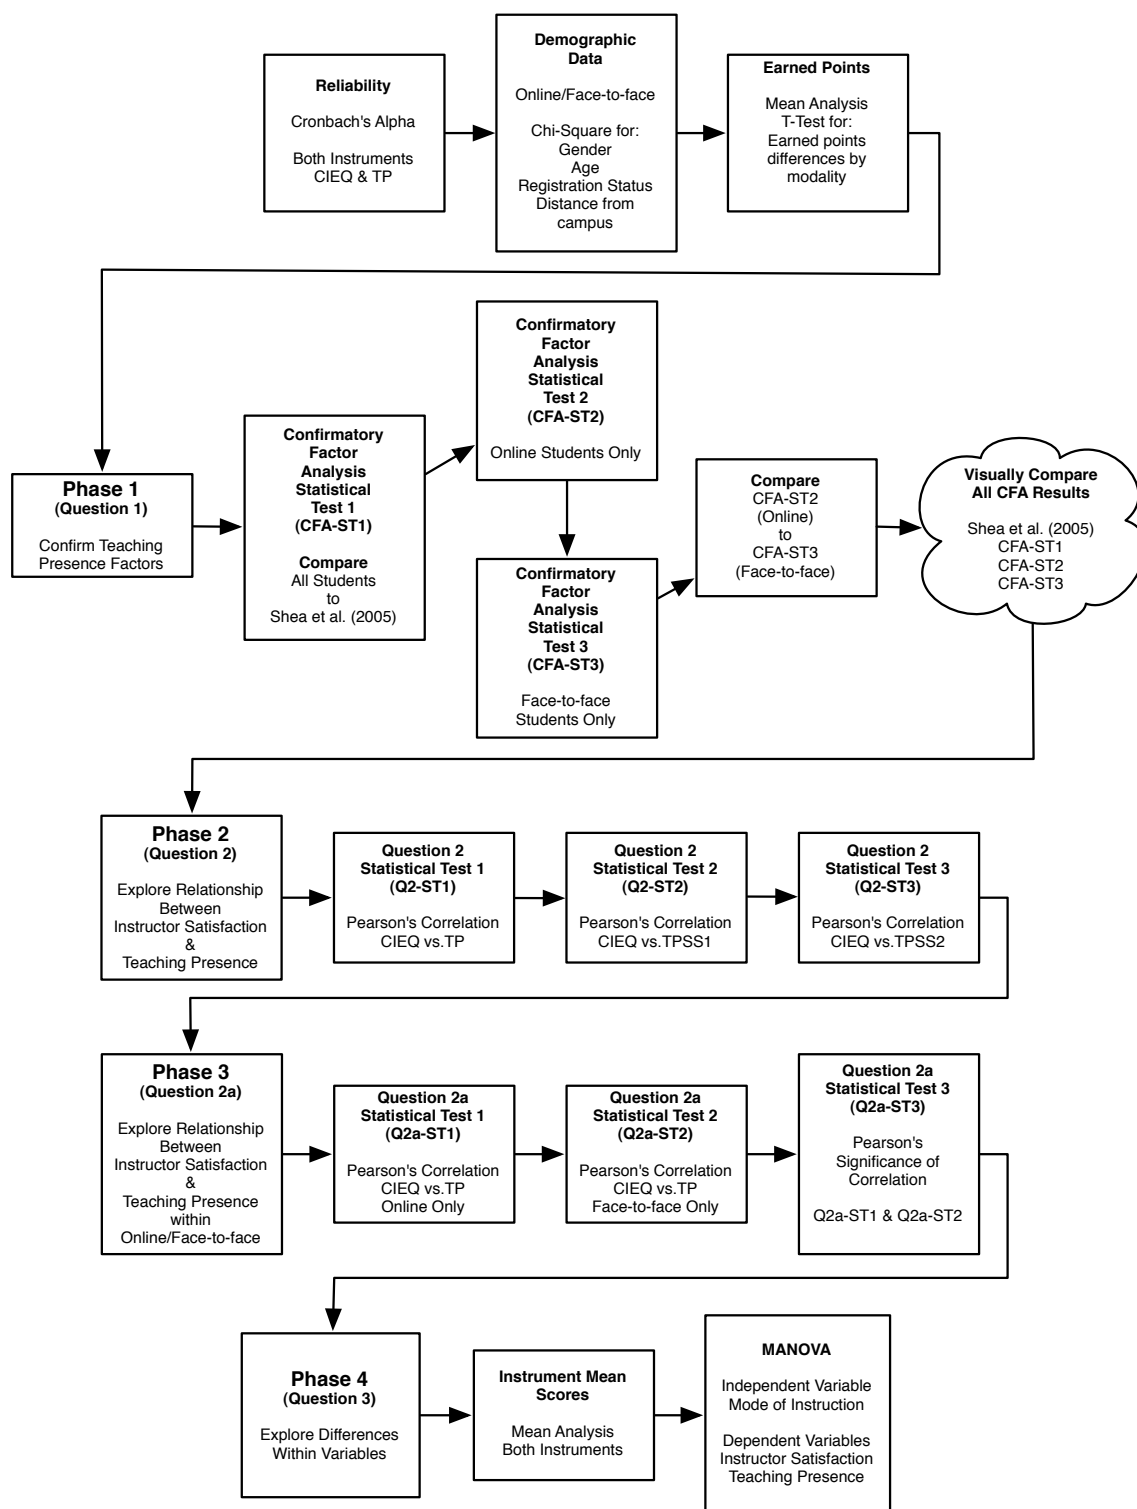 Reliability
Cronbach's Alpha
Both Instruments
CIEQ & TP
Demographic
Data
Online/Face-to-face
Chi-Square for:
Gender
Age
Registration Status
Distance from
campus
Earned Points
Mean Analysis
T-Test for:
Earned points
differences by
modality
Phase 1
(Question 1)
Confirm Teaching
Presence Factors
Confirmatory
Factor
Analysis
Statistical
Test 1
(CFA-ST1)
Compare
All Students
to
Shea et al. (2005)
Confirmatory
Factor
Analysis
Statistical
Test 2
(CFA-ST2)
Online Students Only
Confirmatory
Factor
Analysis
Statistical
Test 3
(CFA-ST3)
Face-to-face
Students Only
Compare
CFA-ST2
(Online)
to
CFA-ST3
(Face-to-face)
Visually Compare
All CFA Results
Shea et al. (2005)
CFA-ST1
CFA-ST2
CFA-ST3
Phase 2
(Question 2)
Explore Relationship
Between
Instructor Satisfaction
&
Teaching Presence
Question 2
Statistical Test 1
(Q2-ST1)
Pearson's Correlation
CIEQ vs.TP
Question 2
Statistical Test 2
(Q2-ST2)
Pearson's Correlation
CIEQ vs.TPSS1
Question 2
Statistical Test 3
(Q2-ST3)
Pearson's Correlation
CIEQ vs.TPSS2
Phase 3
(Question 2a)
Explore Relationship
Between
Instructor Satisfaction
&
Teaching Presence
within
Online/Face-to-face
Question 2a
Statistical Test 1
(Q2a-ST1)
Pearson's Correlation
CIEQ vs.TP
Online Only
Question 2a
Statistical Test 2
(Q2a-ST2)
Pearson's Correlation
CIEQ vs.TP
Face-to-face Only
Question 2a
Statistical Test 3
(Q2a-ST3)
Pearson's
Significance of
Correlation
Q2a-ST1 & Q2a-ST2
Phase 4
(Question 3)
Explore Differences
Within Variables
Instrument Mean
Scores
Mean Analysis
Both Instruments
MANOVA
Independent Variable
Mode of Instruction
Dependent Variables
Instructor Satisfaction
Teaching Presence